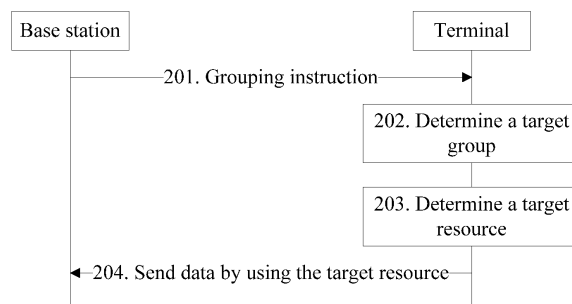 Base station
Terminal
201. Grouping instruction
202. Determine a target
group
203. Determine a target
resource
204. Send data by using the target resource